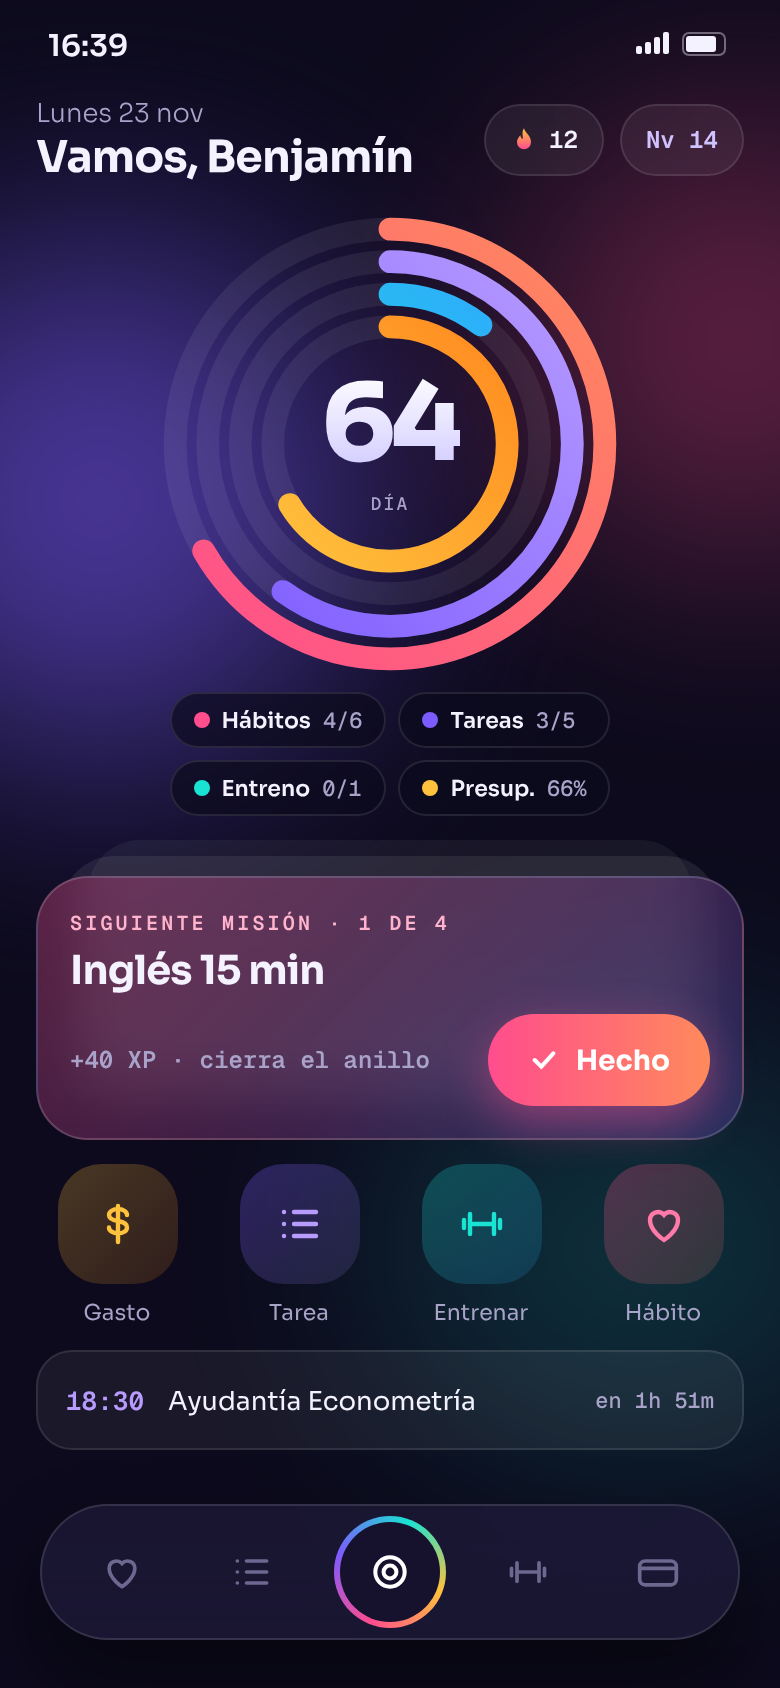 16:39
Lunes 23 nov
Vamos, Benjamín
12
Nv 14
64
DÍA
Hábitos 4/6
Tareas 3/5
Entreno 0/1
Presup. 66%
SIGUIENTE MISIÓN · 1 DE 4
Inglés 15 min
+40 XP · cierra el anillo
Hecho
Gasto
Tarea
Entrenar
Hábito
18:30 Ayudantía Econometría en 1h 51m